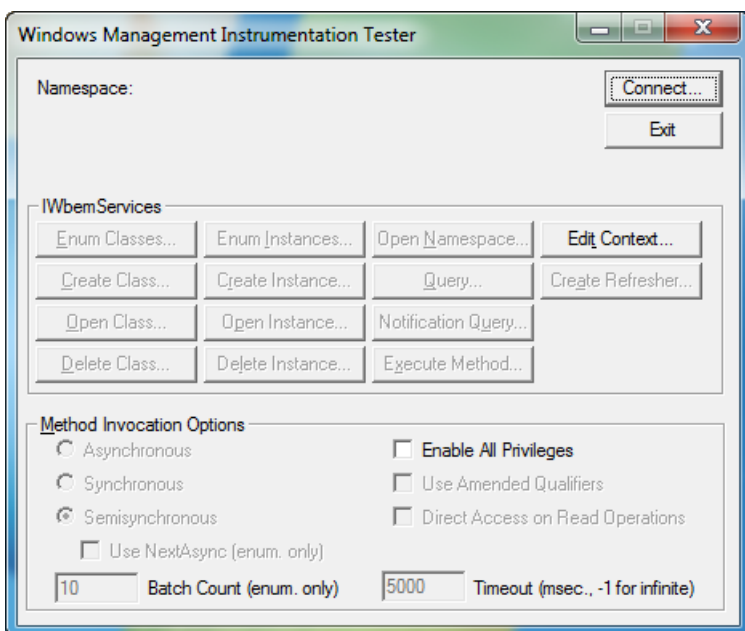 Windows Management Instrumentation Tester
Namespace:
Connect...
Exit
IWbemServices
Enum Classes... Enum Instances... Open Namespace... Edit Context...
Create Class... Create Instance... Query... Create Refresher...
Open Class... Open Instance... Notification Query...
Delete Class... Delete Instance... Execute Method...
Method Invocation Options
Asynchronous Enable All Privileges
Synchronous Use Amended Qualifiers
Semisynchronous Direct Access on Read Operations
Use NextAsync (enum. only)
10 Batch Count (enum. only) 5000 Timeout (msec., -1 for infinite)